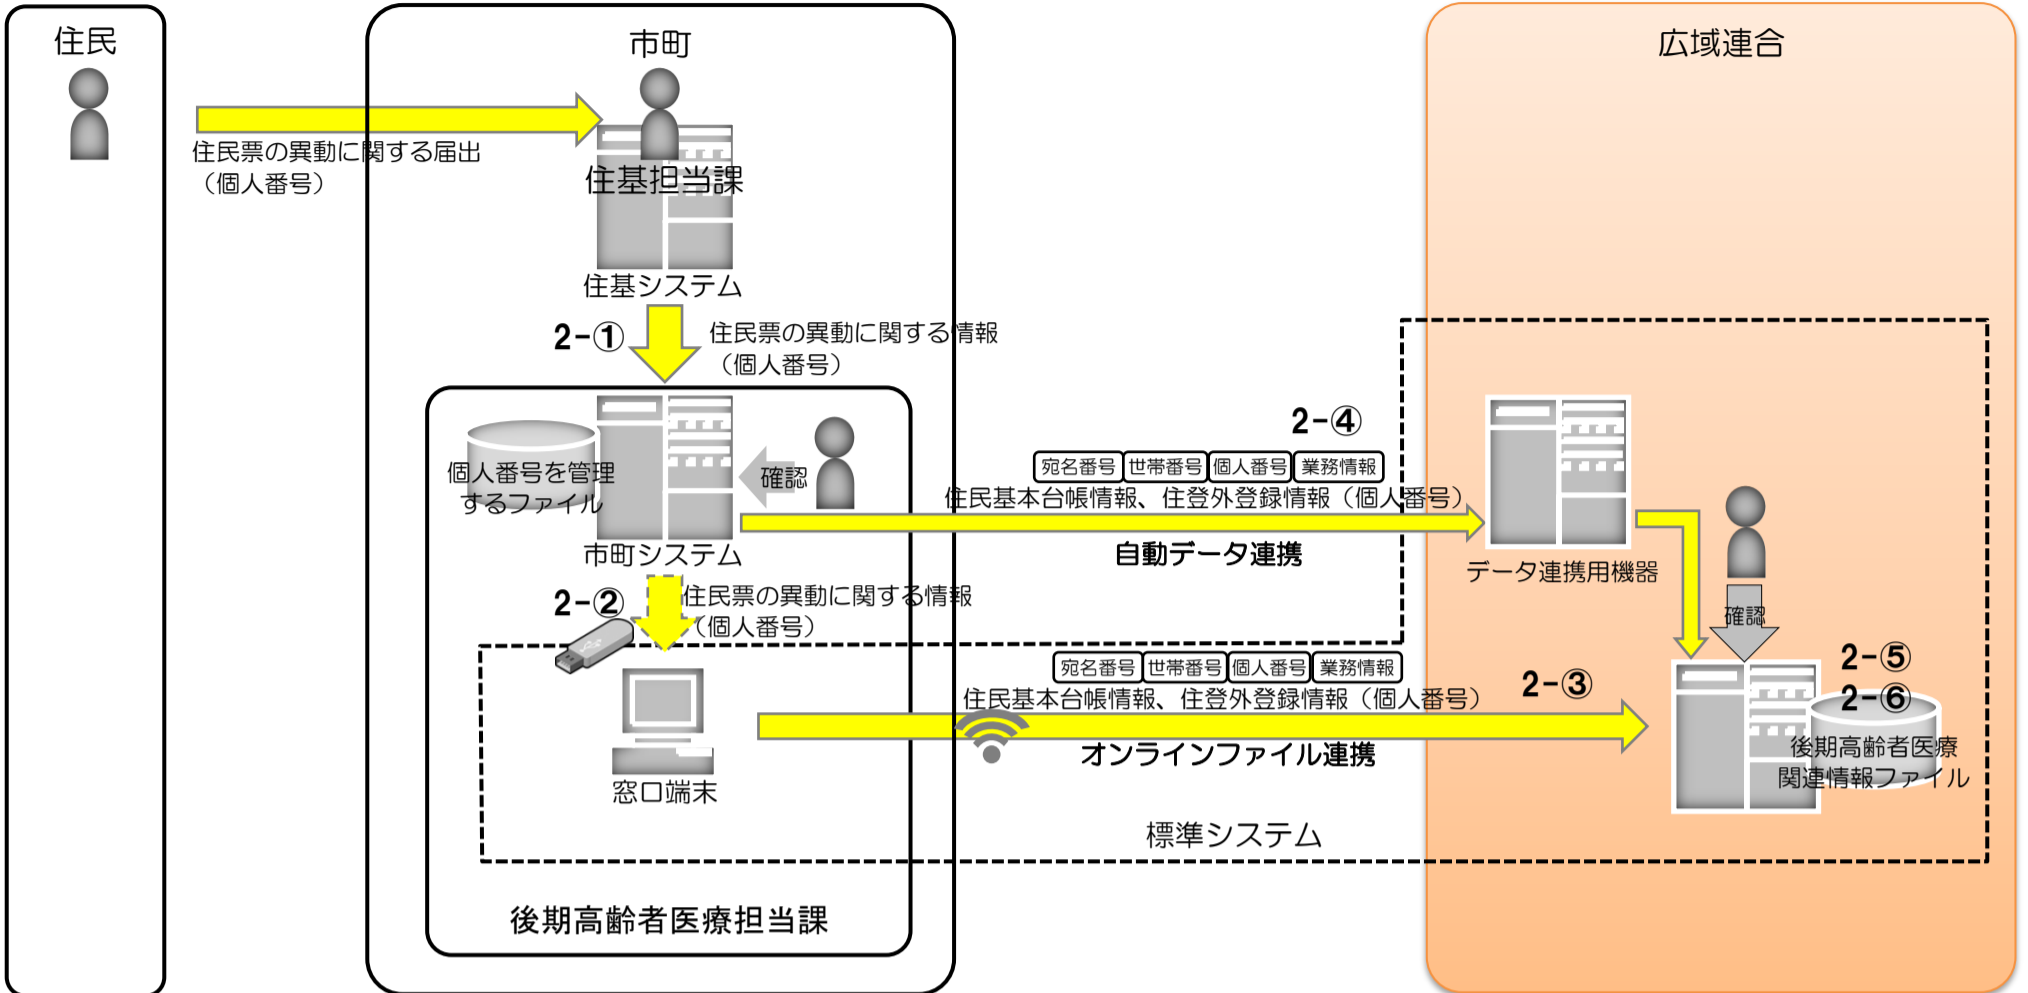 住民
市町
広域連合
住民票の異動に関する届出
（個人番号）
住基担当課
住基システム
2-①
住民票の異動に関する情報
（個人番号）
個人番号を管理
するファイル
確認
市町システム
2-④
宛名番号 世帯番号 個人番号 業務情報
住民基本台帳情報、住登外登録情報（個人番号）
自動データ連携
データ連携用機器
確認
2-②
住民票の異動に関する情報
（個人番号）
窓口端末
宛名番号 世帯番号 個人番号 業務情報
住民基本台帳情報、住登外登録情報（個人番号）
2-③
オンラインファイル連携
2-⑤
2-⑥
後期高齢者医療
関連情報ファイル
標準システム
後期高齢者医療担当課